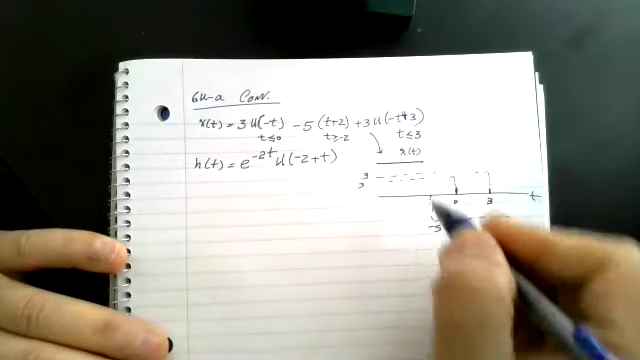 6u-a Conv.
x(t) = 3 u(-t) - 5 (t+2) + 3 u(-t+3)
t ≤ 0 t ≥ -2 t ≤ 3
h(t) = e^{-2t} u(-2+t) x(t)
3
0 3 t
-5